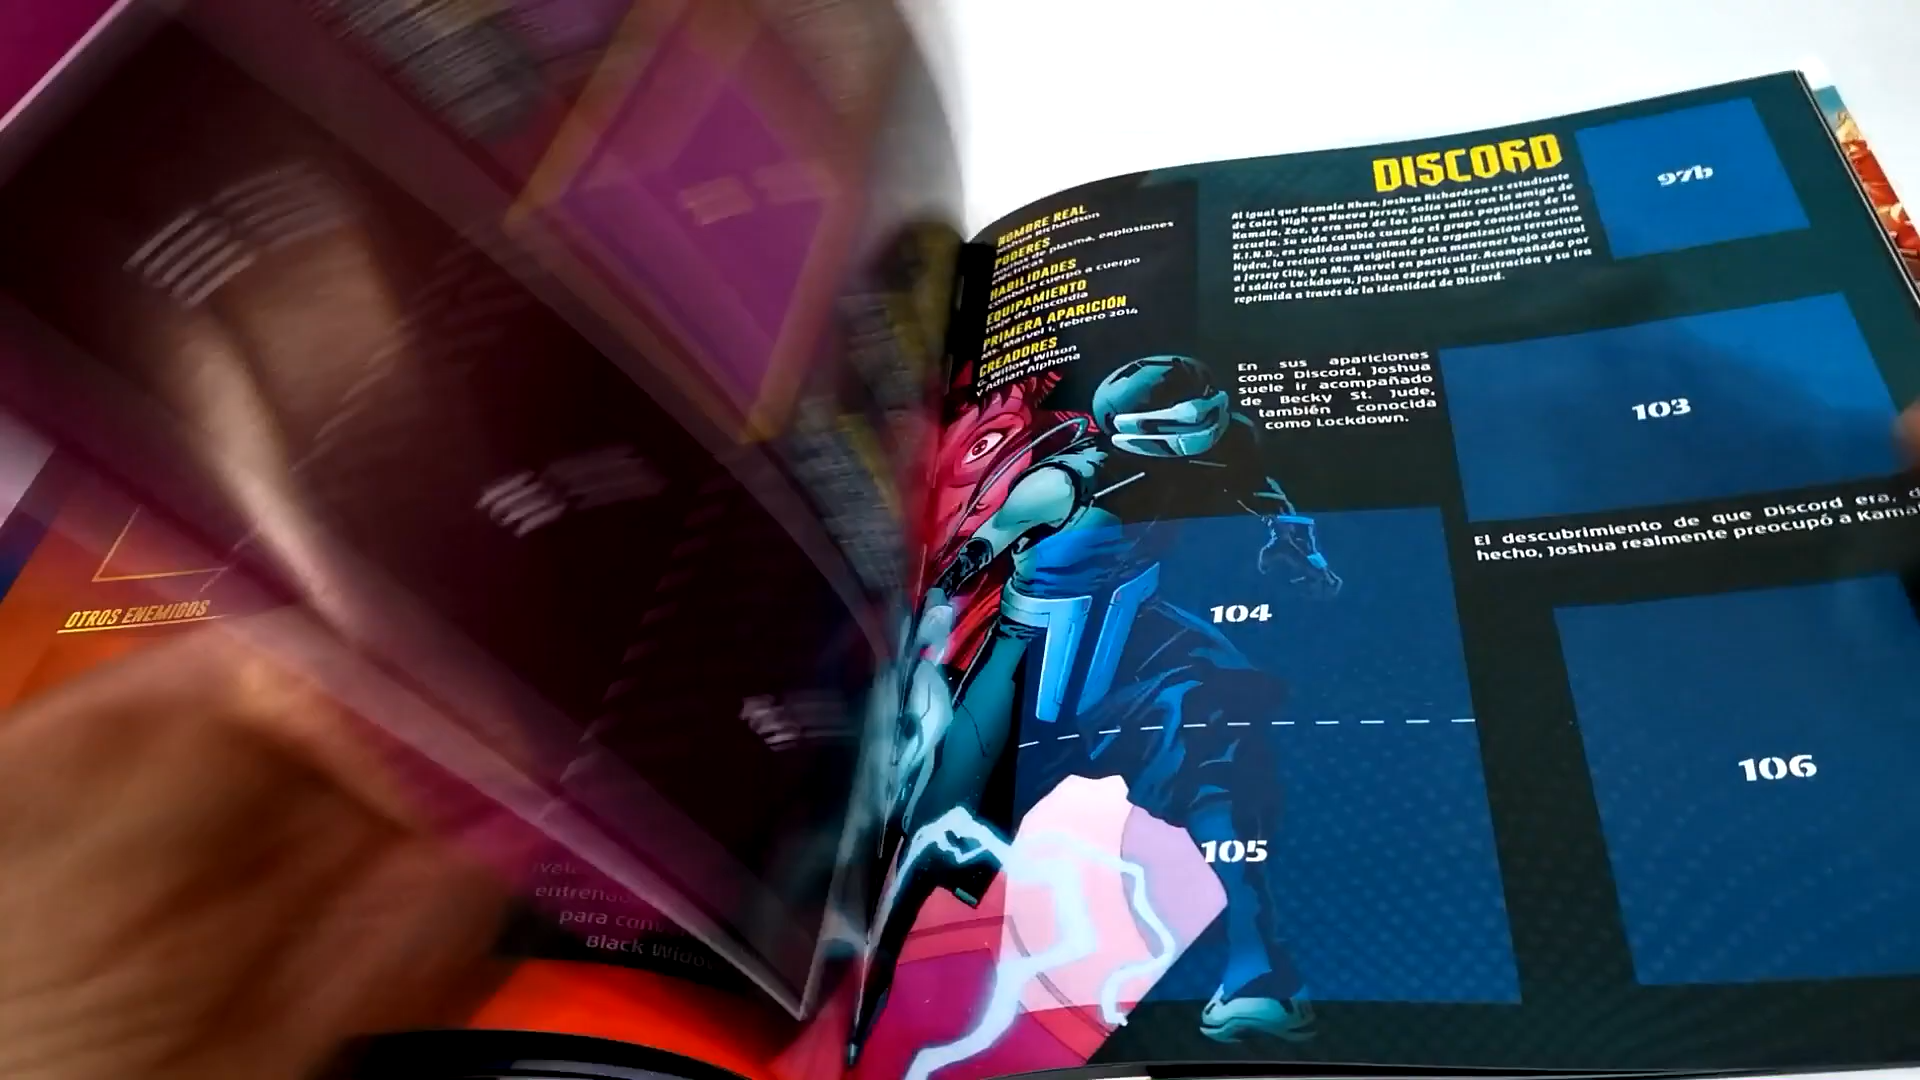 OTROS ENEMIGOS
entrena
para con
Black Widow
DISCORD
97b
NOMBRE REAL
Joshua Richardson
PODERES
Anillos de plasma, explosiones
eléctricas
HABILIDADES
Combate cuerpo a cuerpo
EQUIPAMIENTO
Traje de Discordia
PRIMERA APARICIÓN
Ms. Marvel 1, febrero 2014
CREADORES
G. Willow Wilson
y Adrian Alphona
Al igual que Kamala Khan, Joshua Richardson es estudiante
de Coles High en Nueva Jersey. Solía salir con la amiga de
Kamala, Zoe, y era uno de los niños más populares de la
escuela. Su vida cambió cuando el grupo conocido como
K.I.N.D., en realidad una rama de la organización terrorista
Hydra, lo reclutó como vigilante para mantener bajo control
a Jersey City, y a Ms. Marvel en particular. Acompañado por
el sádico Lockdown, Joshua expresó su frustración y su ira
reprimida a través de la identidad de Discord.
En sus apariciones
como Discord, Joshua
suele ir acompañado
de Becky St. Jude,
también conocida
como Lockdown.
103
El descubrimiento de que Discord era, d
hecho, Joshua realmente preocupó a Kama
104
105
106